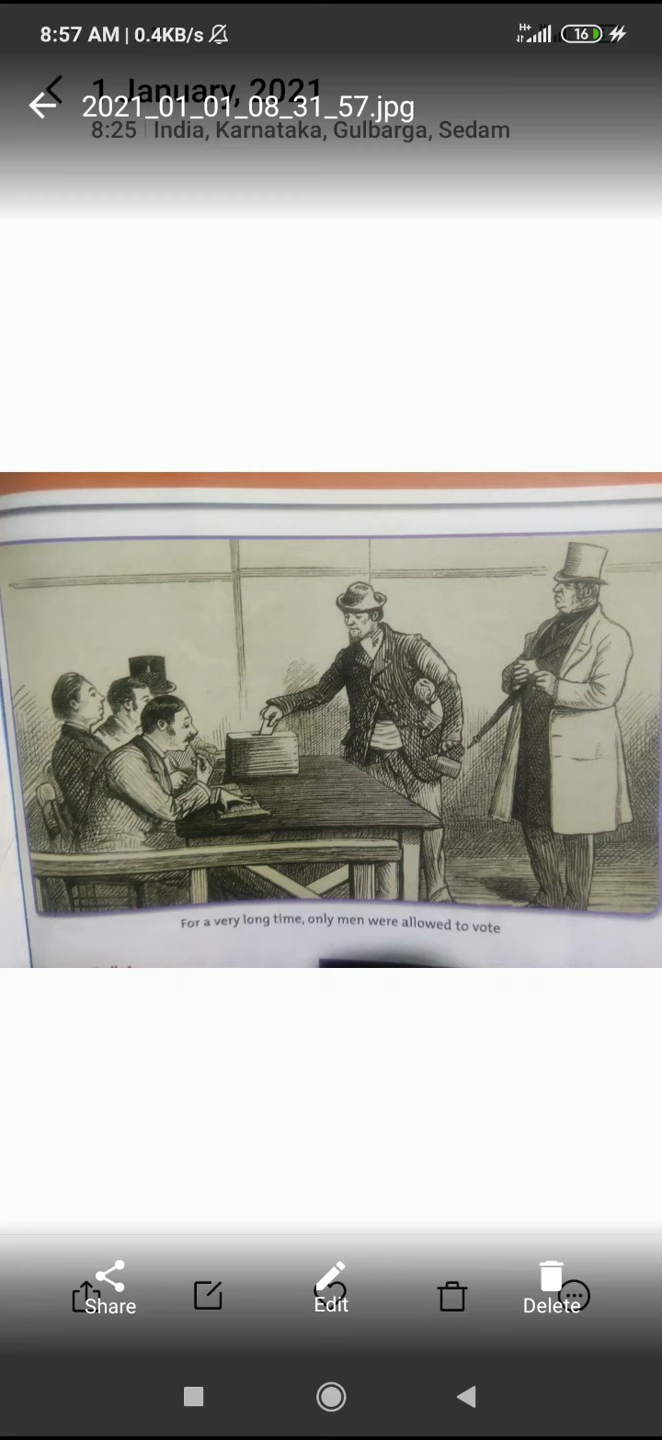 8:57 AM | 0.4KB/s
H+
16
1 January, 2021
2021_01_01_08_31_57.jpg
8:25 | India, Karnataka, Gulbarga, Sedam
For a very long time, only men were allowed to vote
Share
Edit
Delete